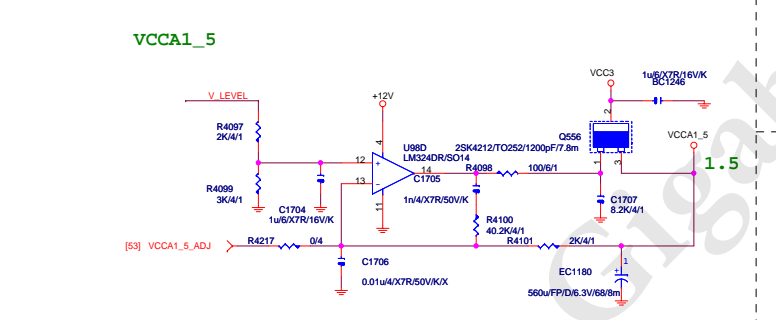 VCCA1_5
VCC3
1u/6/X7R/16V/K
BC1246
V_LEVEL
+12V
2
R4097
2K/4/1
4
U98D
LM324DR/SO14
2SK4212/TO252/1200pF/7.8m
Q556
VCCA1_5
12
+
14
C1705
R4098
100/6/1
1
3
1.5
13
-
R4099
3K/4/1
11
1n/4/X7R/50V/K
C1707
8.2K/4/1
C1704
1u/6/X7R/16V/K
R4100
40.2K/4/1
[53] VCCA1_5_ADJ
R4217
0/4
R4101
2K/4/1
C1706
0.01u/4/X7R/50V/K/X
EC1180
+
1
560u/FP/D/6.3V/68/8m
Gigab